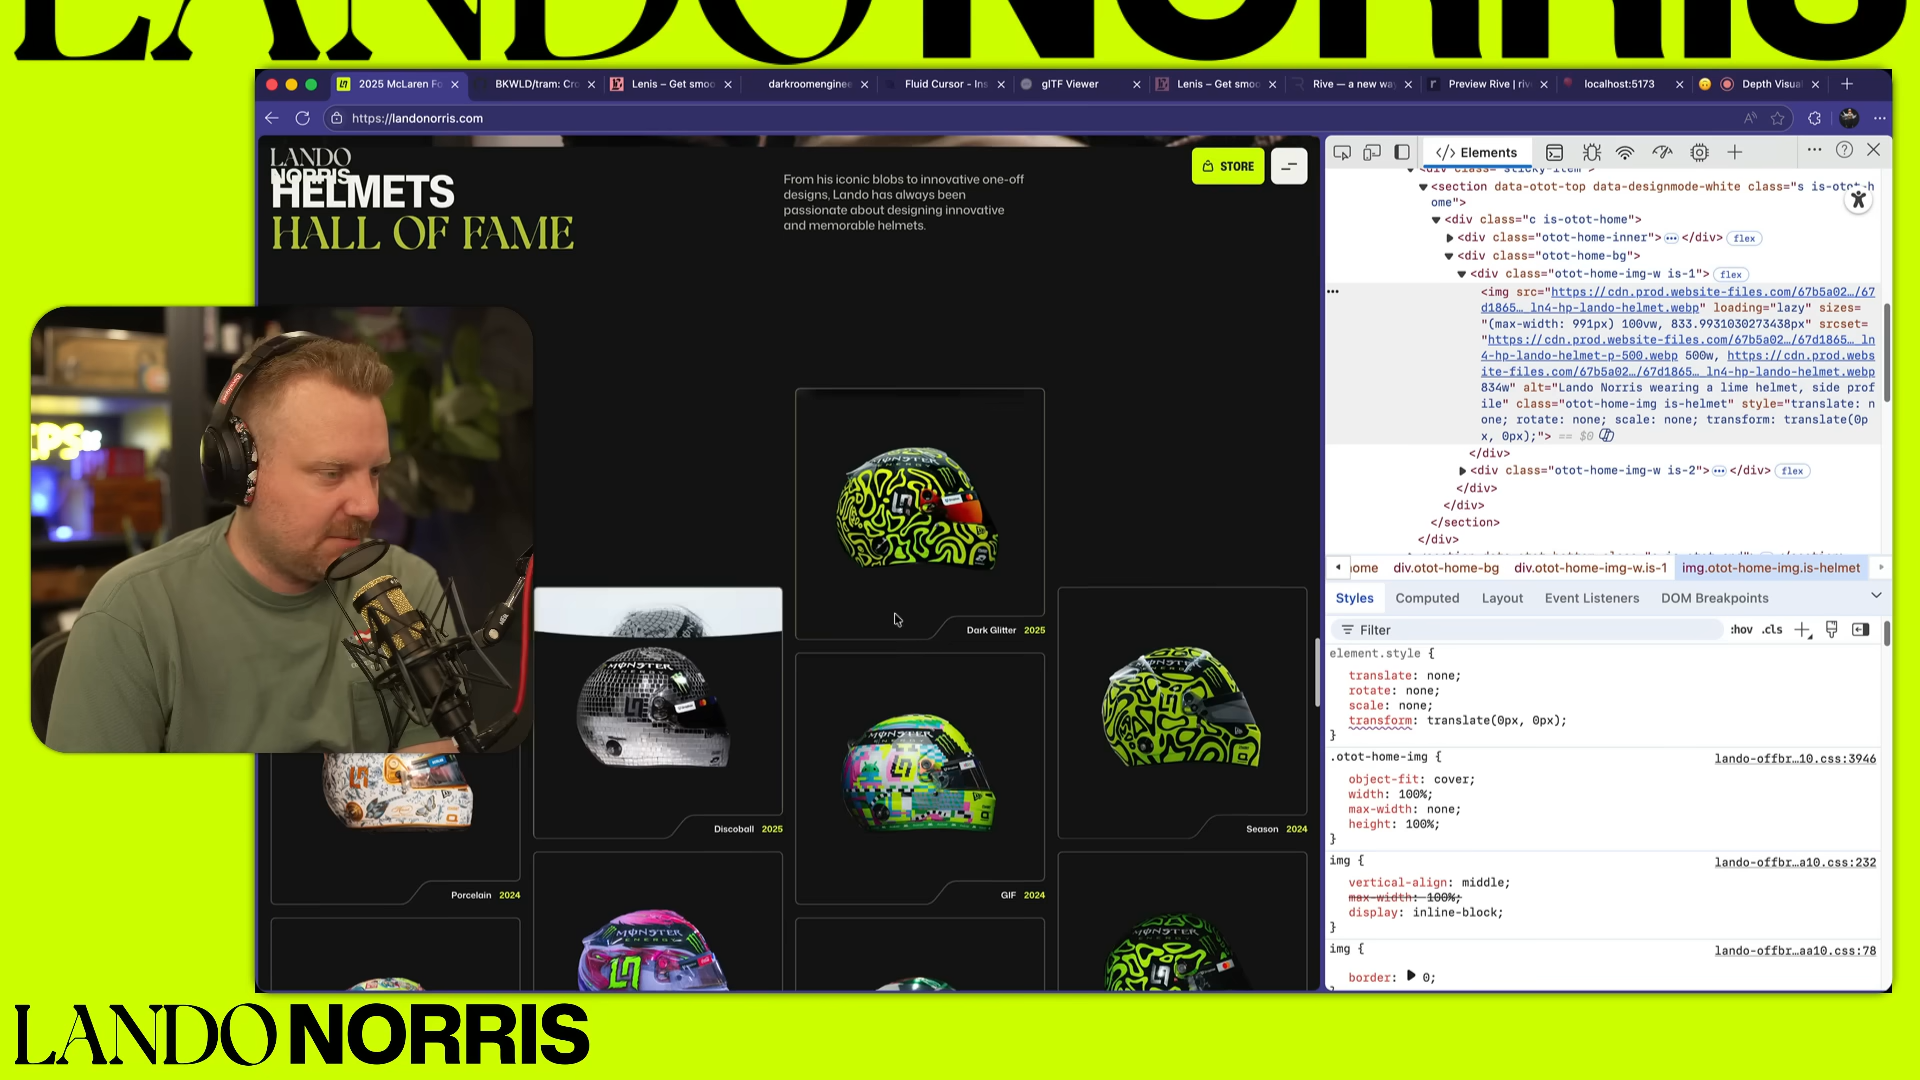 LANDO NORRIS
2025 McLaren Fo
BKWLD/tram: Cro
Lenis – Get smoo
darkroomenginee
Fluid Cursor - Ins
glTF Viewer
Lenis – Get smoo
Rive — a new way
Preview Rive | riv
localhost:5173
Depth Visual
https://landonorris.com
LANDO
NORRIS
HELMETS
HALL OF FAME
From his iconic blobs to innovative one-off
designs, Lando has always been
passionate about designing innovative
and memorable helmets.
STORE
Dark Glitter 2025
Discoball 2025
Season 2024
Porcelain 2024
GIF 2024
MONSTER
ENERGY
Elements
<section data-otot-top data-designmode-white class="s is-otot-h
ome">
<div class="c is-otot-home">
<div class="otot-home-inner"> </div> flex
<div class="otot-home-bg">
<div class="otot-home-img-w is-1"> flex
<img src="https://cdn.prod.website-files.com/67b5a02…/67
d1865… ln4-hp-lando-helmet.webp" loading="lazy" sizes=
"(max-width: 991px) 100vw, 833.9931030273438px" srcset=
"https://cdn.prod.website-files.com/67b5a02…/67d1865… ln
4-hp-lando-helmet-p-500.webp 500w, https://cdn.prod.webs
ite-files.com/67b5a02…/67d1865… ln4-hp-lando-helmet.webp
834w" alt="Lando Norris wearing a lime helmet, side prof
ile" class="otot-home-img is-helmet" style="translate: n
one; rotate: none; scale: none; transform: translate(0p
x, 0px);"> == $0
</div>
<div class="otot-home-img-w is-2"> </div> flex
</div>
</div>
</section>
</div>
ome div.otot-home-bg div.otot-home-img-w.is-1 img.otot-home-img.is-helmet
Styles Computed Layout Event Listeners DOM Breakpoints
Filter :hov .cls
element.style {
translate: none;
rotate: none;
scale: none;
transform: translate(0px, 0px);
}
.otot-home-img { lando-offbr…10.css:3946
object-fit: cover;
width: 100%;
max-width: none;
height: 100%;
}
img { lando-offbr…a10.css:232
vertical-align: middle;
max-width: 100%;
display: inline-block;
}
img { lando-offbr…aa10.css:78
border: 0;
LANDO NORRIS